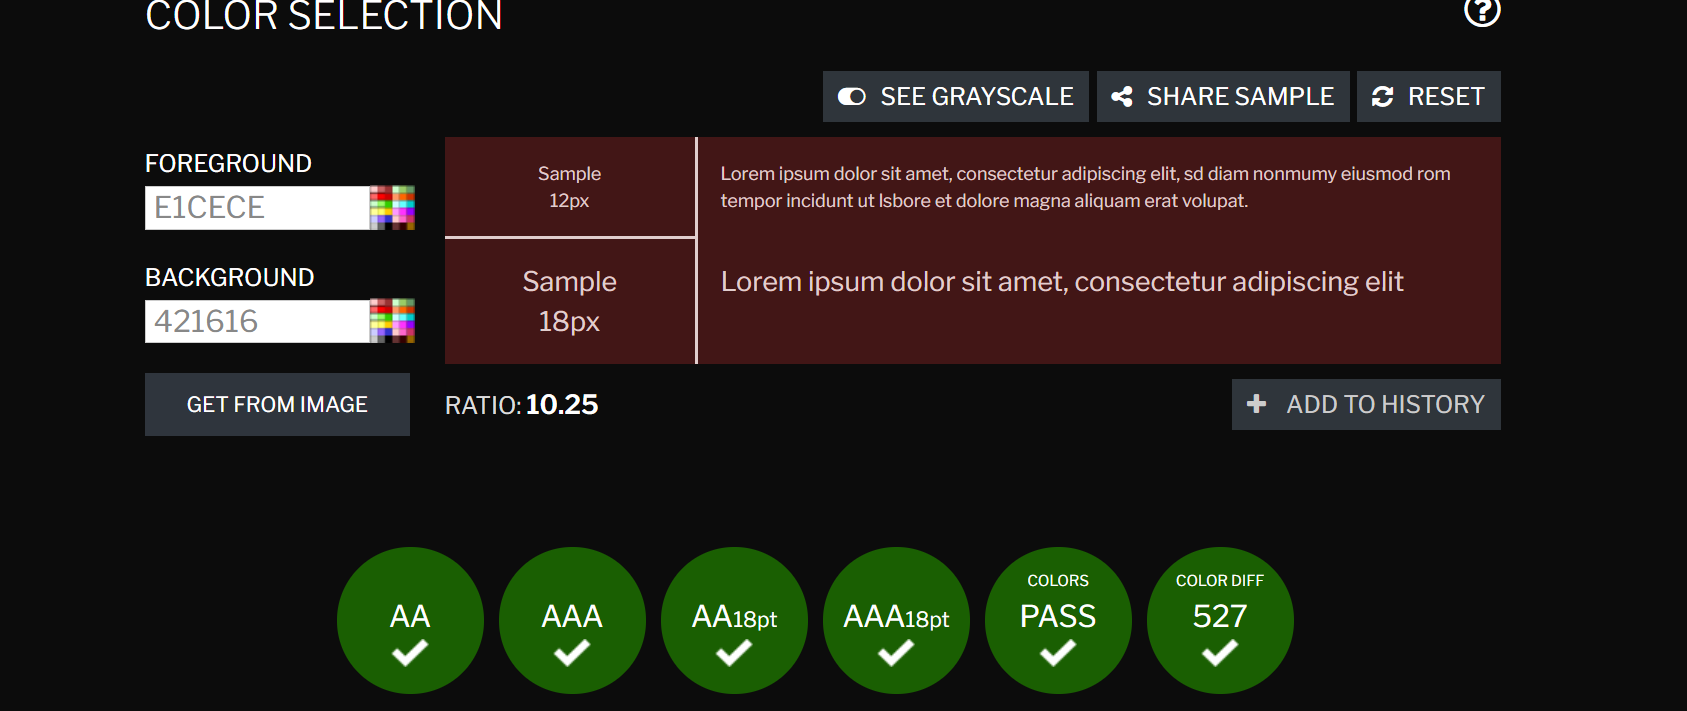 COLOR SELECTION
SEE GRAYSCALE
SHARE SAMPLE
RESET
FOREGROUND
E1CECE
BACKGROUND
421616
GET FROM IMAGE
Sample
12px
Lorem ipsum dolor sit amet, consectetur adipiscing elit, sd diam nonmumy eiusmod rom
tempor incidunt ut lsbore et dolore magna aliquam erat volupat.
Sample
18px
Lorem ipsum dolor sit amet, consectetur adipiscing elit
RATIO: 10.25
ADD TO HISTORY
AA
AAA
AA18pt
AAA18pt
COLORS
PASS
COLOR DIFF
527